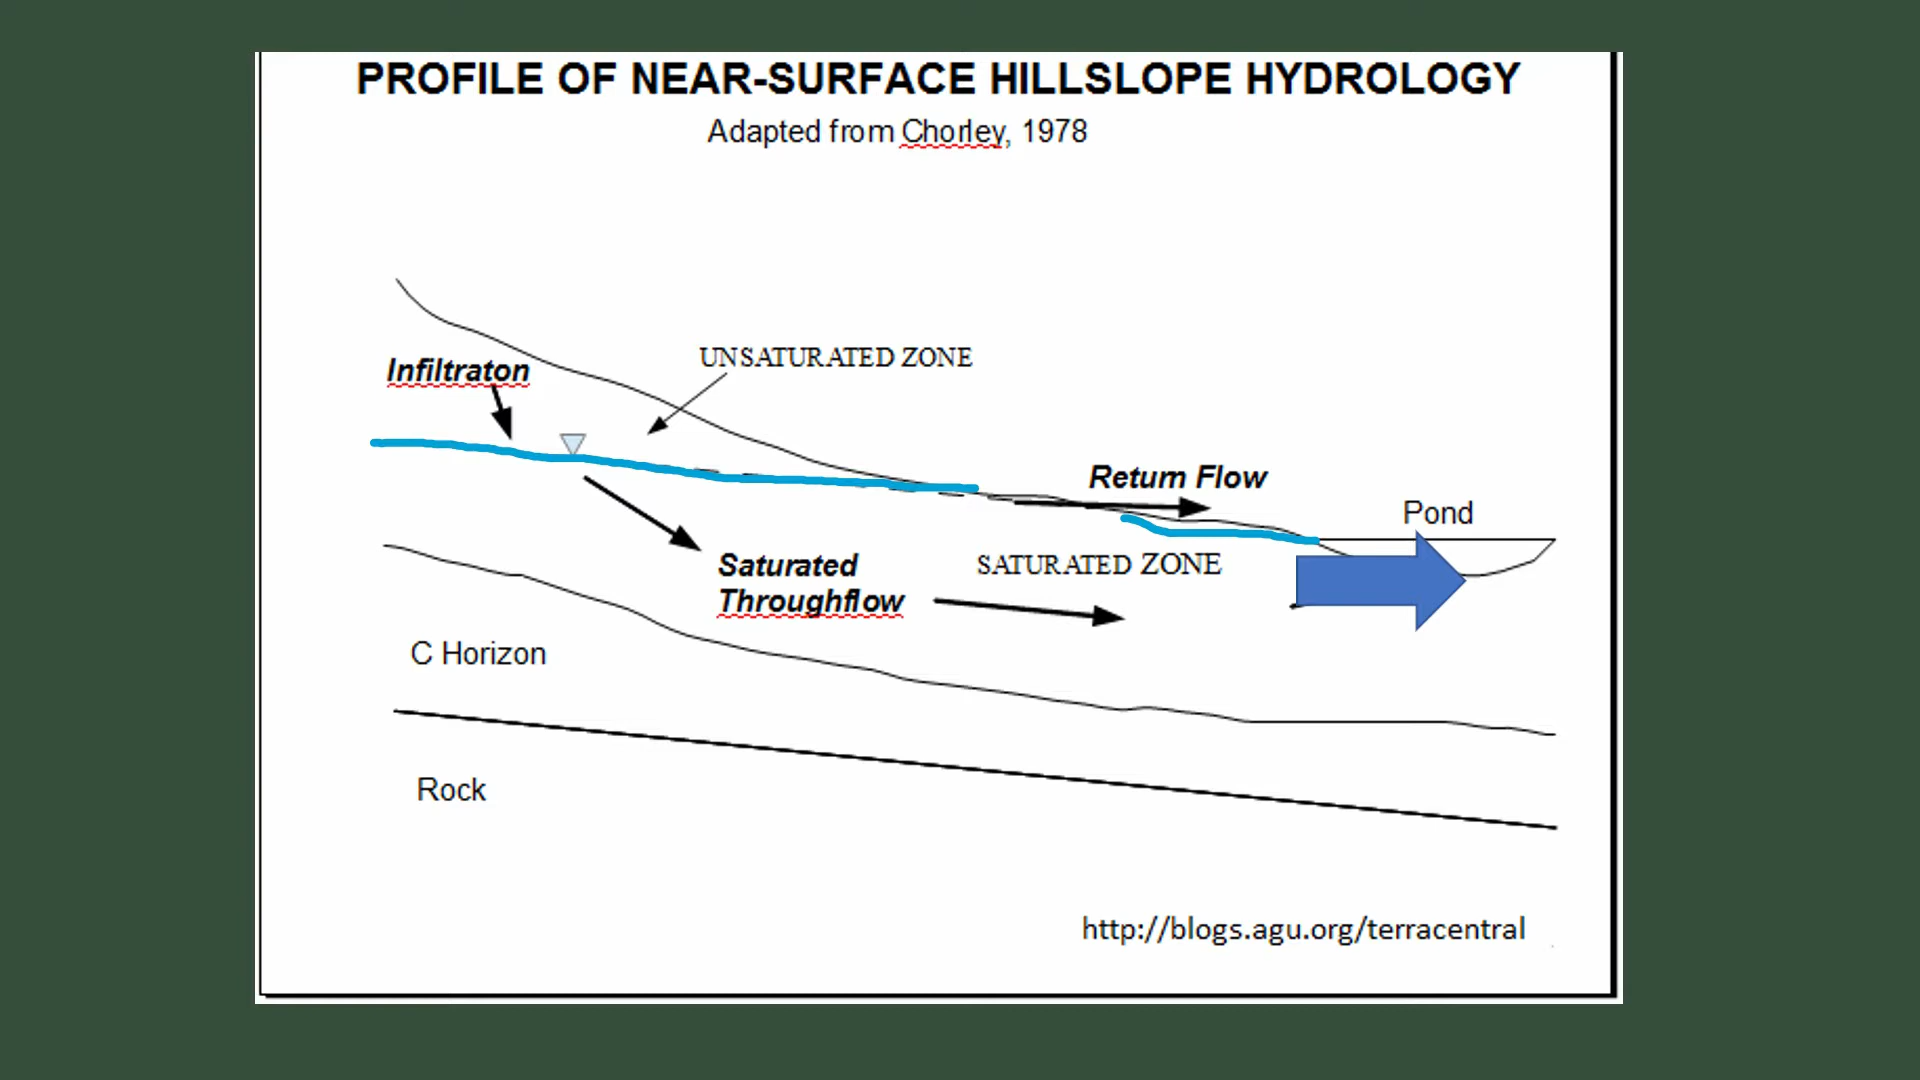 PROFILE OF NEAR-SURFACE HILLSLOPE HYDROLOGY
Adapted from Chorley, 1978
UNSATURATED ZONE
Infiltraton
Return Flow
Pond
Saturated
Throughflow
SATURATED ZONE
C Horizon
Rock
http://blogs.agu.org/terracentral